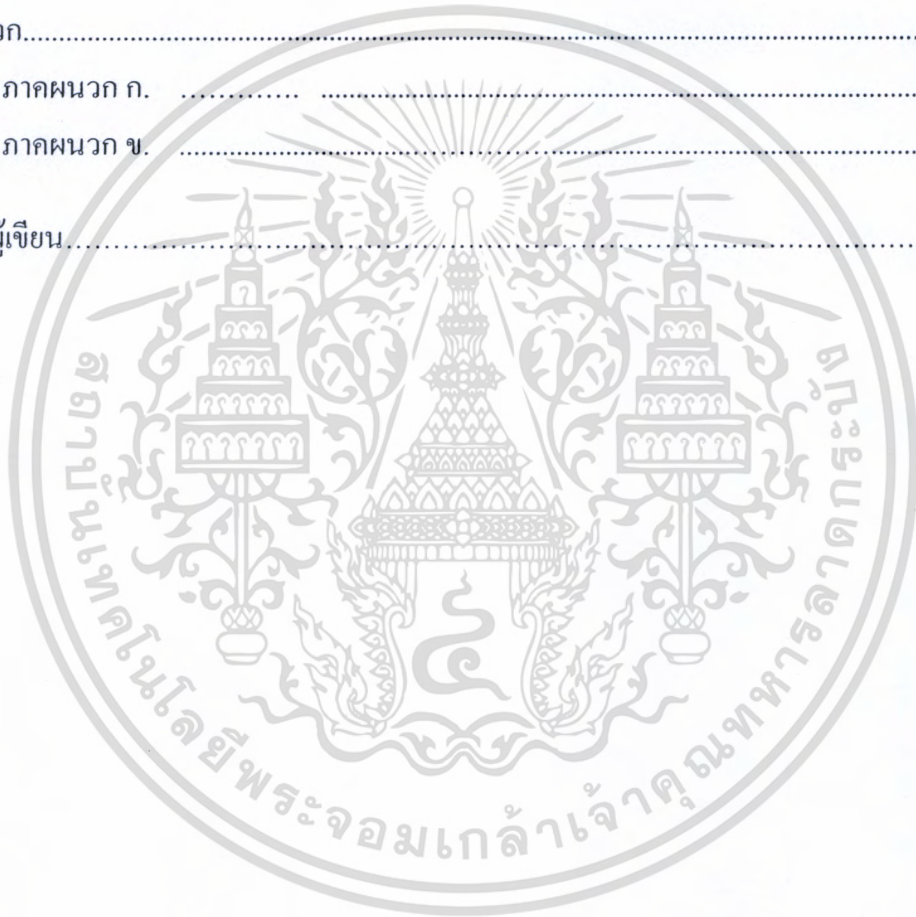 วก........................................................................................................
ภาคผนวก ก. ............. ...........................................................................
ภาคผนวก ข. .............................................................................................
ผู้เขียน........................................................................................................
สถาบันเทคโนโลยีพระจอมเกล้าเจ้าคุณทหารลาดกระบัง
๔